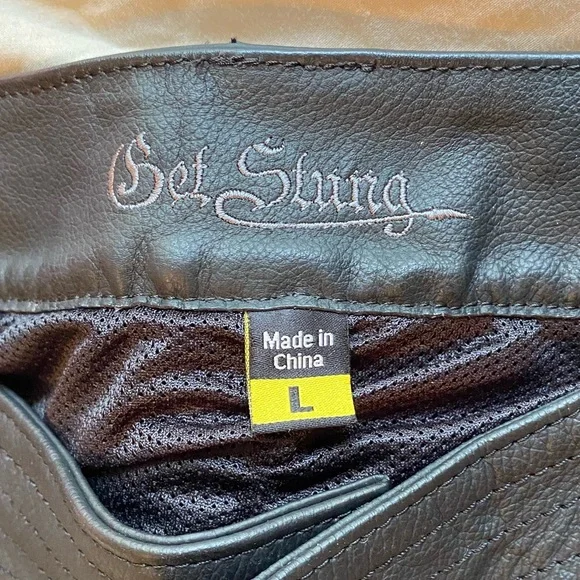 Get Stung
Made in
China
L